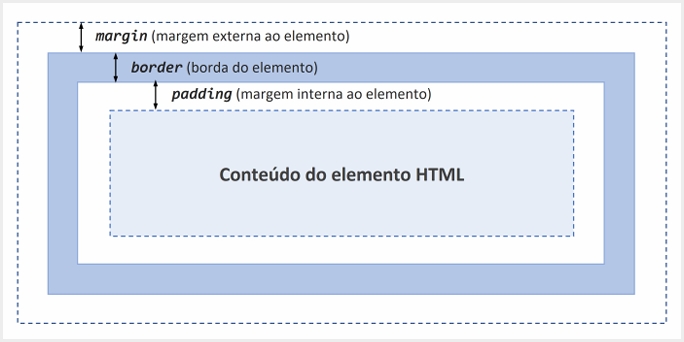 margin (margem externa ao elemento)
border (borda do elemento)
padding (margem interna ao elemento)
Conteúdo do elemento HTML